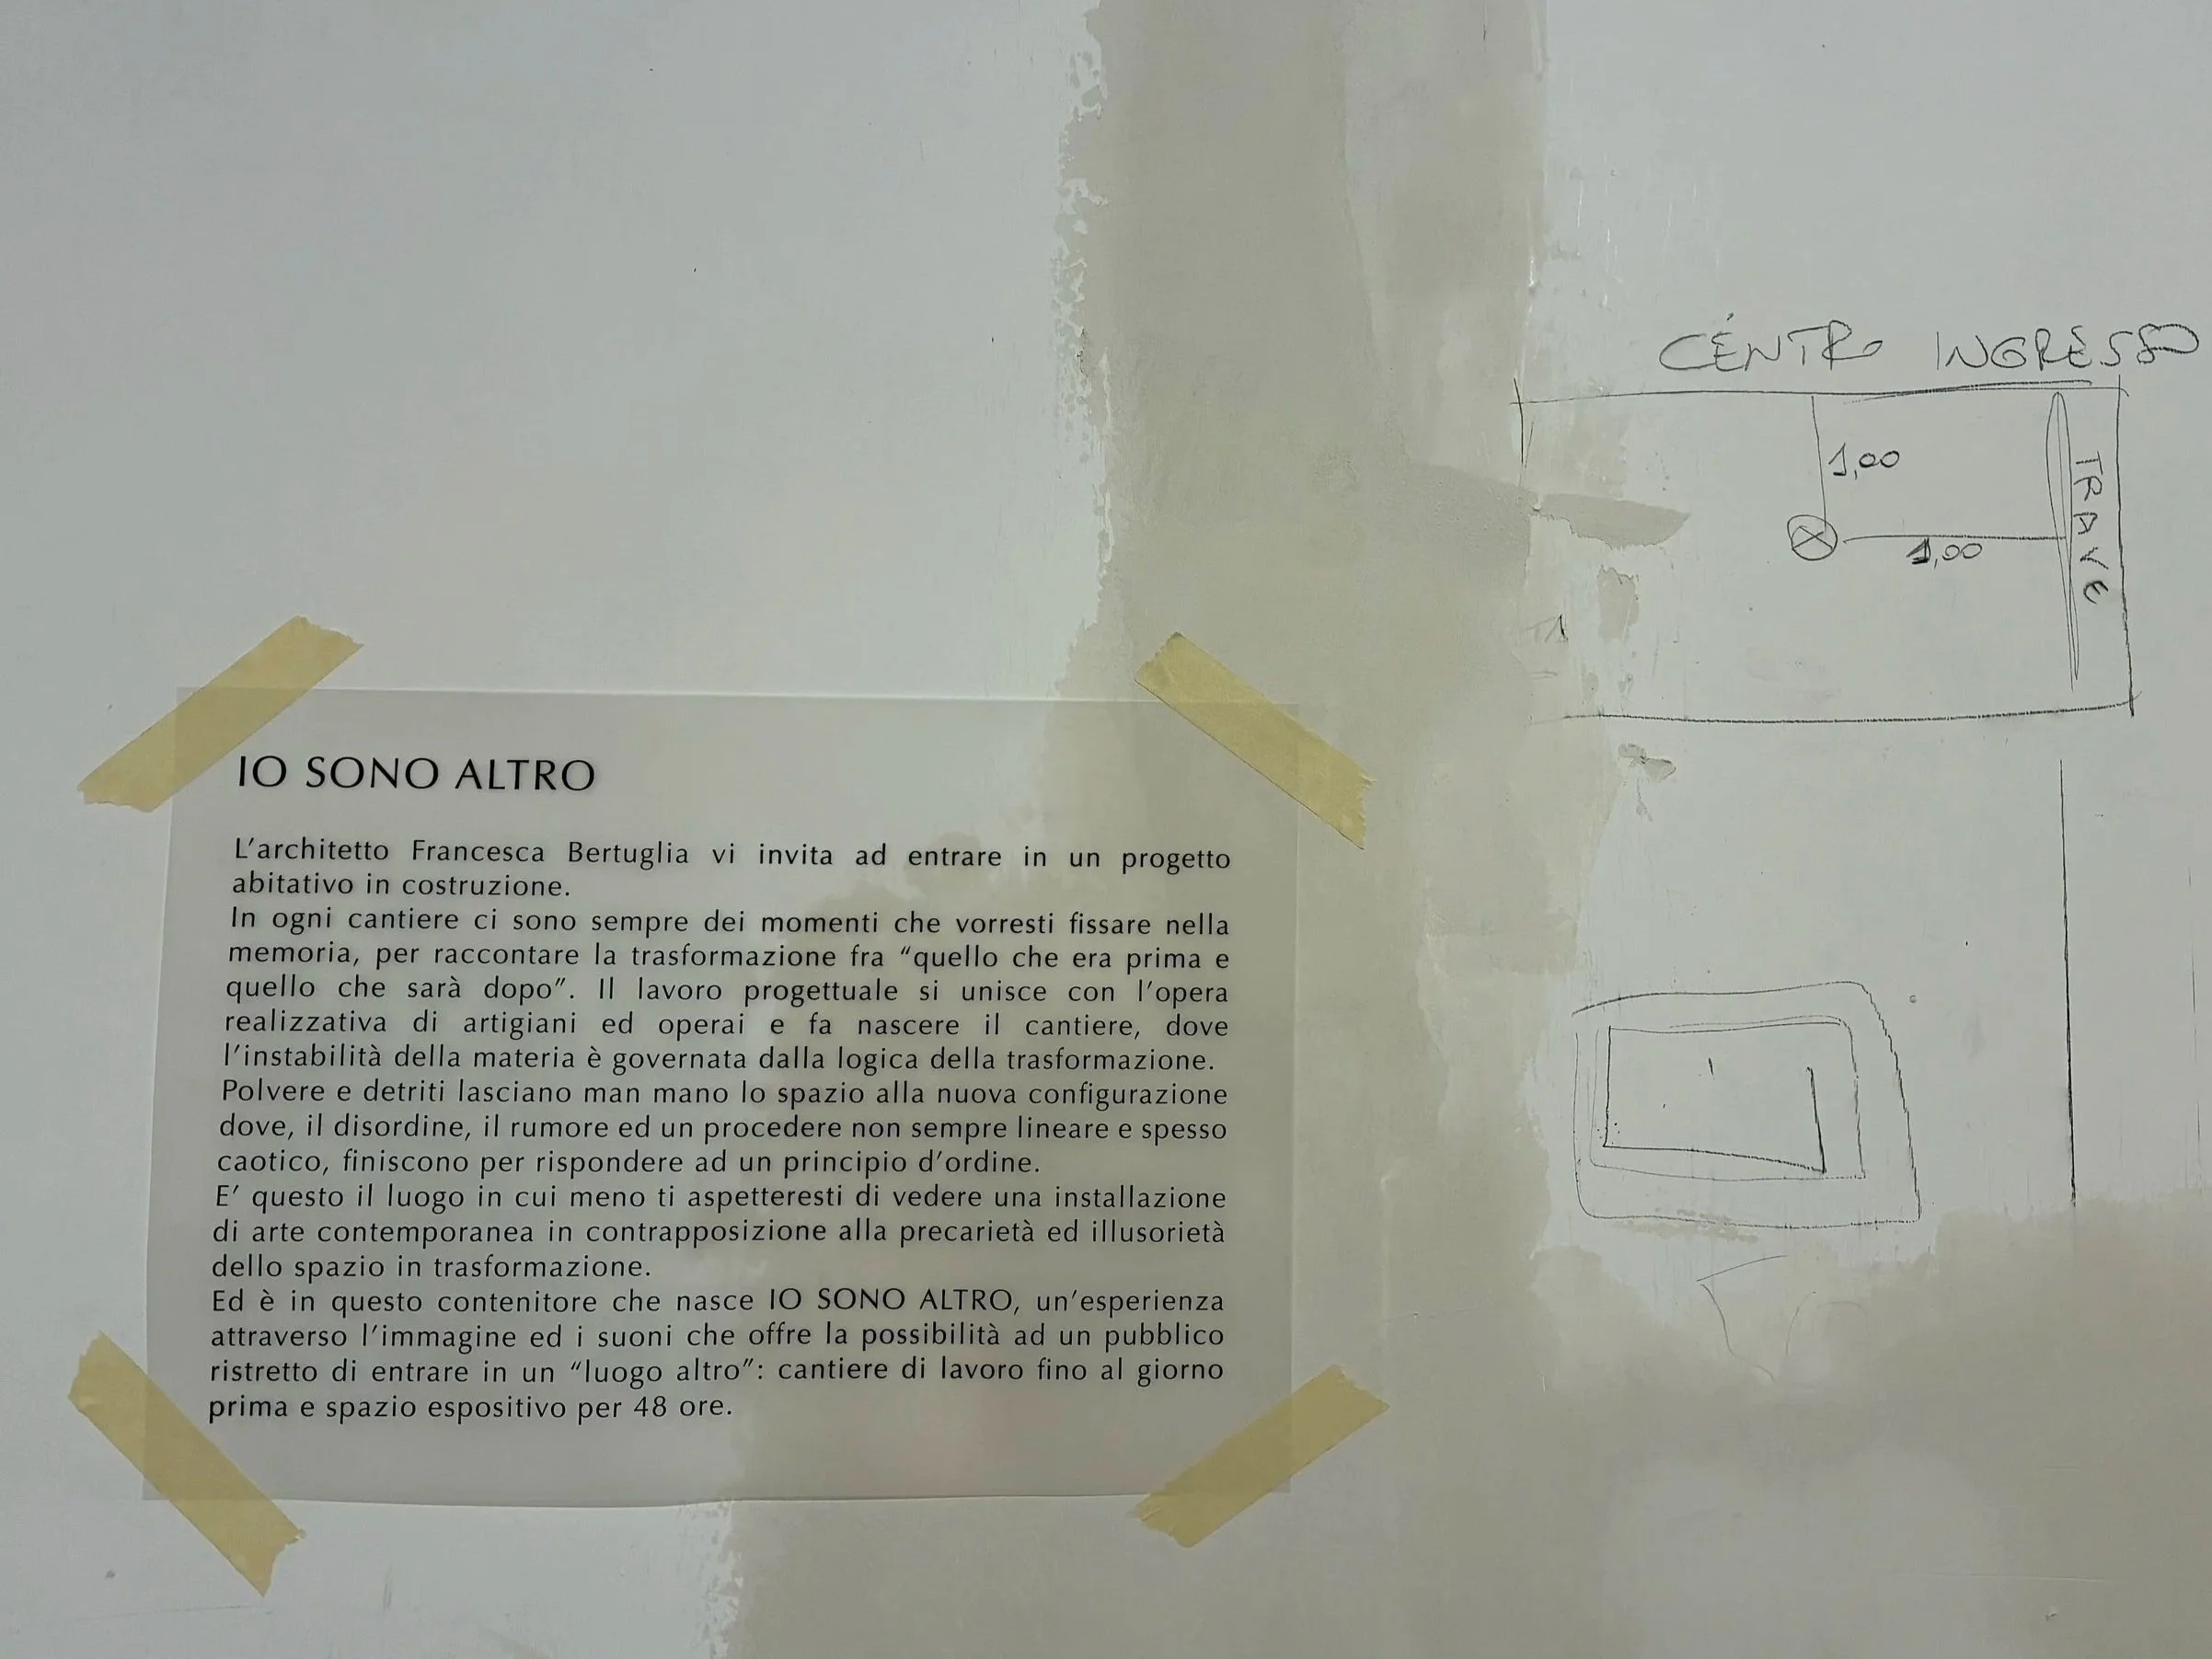 CENTRO INGRESSO
1,00
1,00
TRAVE
IO SONO ALTRO
L'architetto Francesca Bertuglia vi invita ad entrare in un progetto
abitativo in costruzione.
In ogni cantiere ci sono sempre dei momenti che vorresti fissare nella
memoria, per raccontare la trasformazione fra "quello che era prima e
quello che sarà dopo". Il lavoro progettuale si unisce con l'opera
realizzativa di artigiani ed operai e fa nascere il cantiere, dove
l'instabilità della materia è governata dalla logica della trasformazione.
Polvere e detriti lasciano man mano lo spazio alla nuova configurazione
dove, il disordine, il rumore ed un procedere non sempre lineare e spesso
caotico, finiscono per rispondere ad un principio d'ordine.
E' questo il luogo in cui meno ti aspetteresti di vedere una installazione
di arte contemporanea in contrapposizione alla precarietà ed illusorietà
dello spazio in trasformazione.
Ed è in questo contenitore che nasce IO SONO ALTRO, un'esperienza
attraverso l'immagine ed i suoni che offre la possibilità ad un pubblico
ristretto di entrare in un "luogo altro": cantiere di lavoro fino al giorno
prima e spazio espositivo per 48 ore.